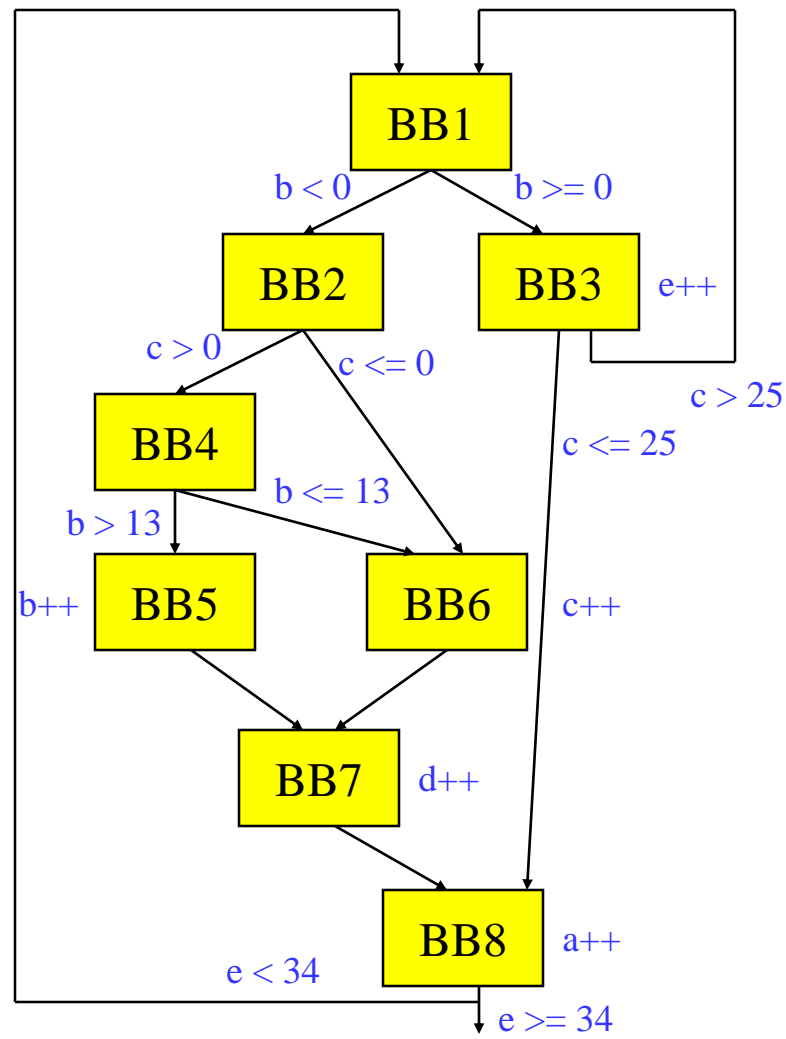 BB1
b < 0
b >= 0
BB2
BB3
e++
c > 0
c <= 0
c > 25
BB4
c <= 25
b <= 13
b > 13
b++
BB5
BB6
c++
BB7
d++
BB8
a++
e < 34
e >= 34